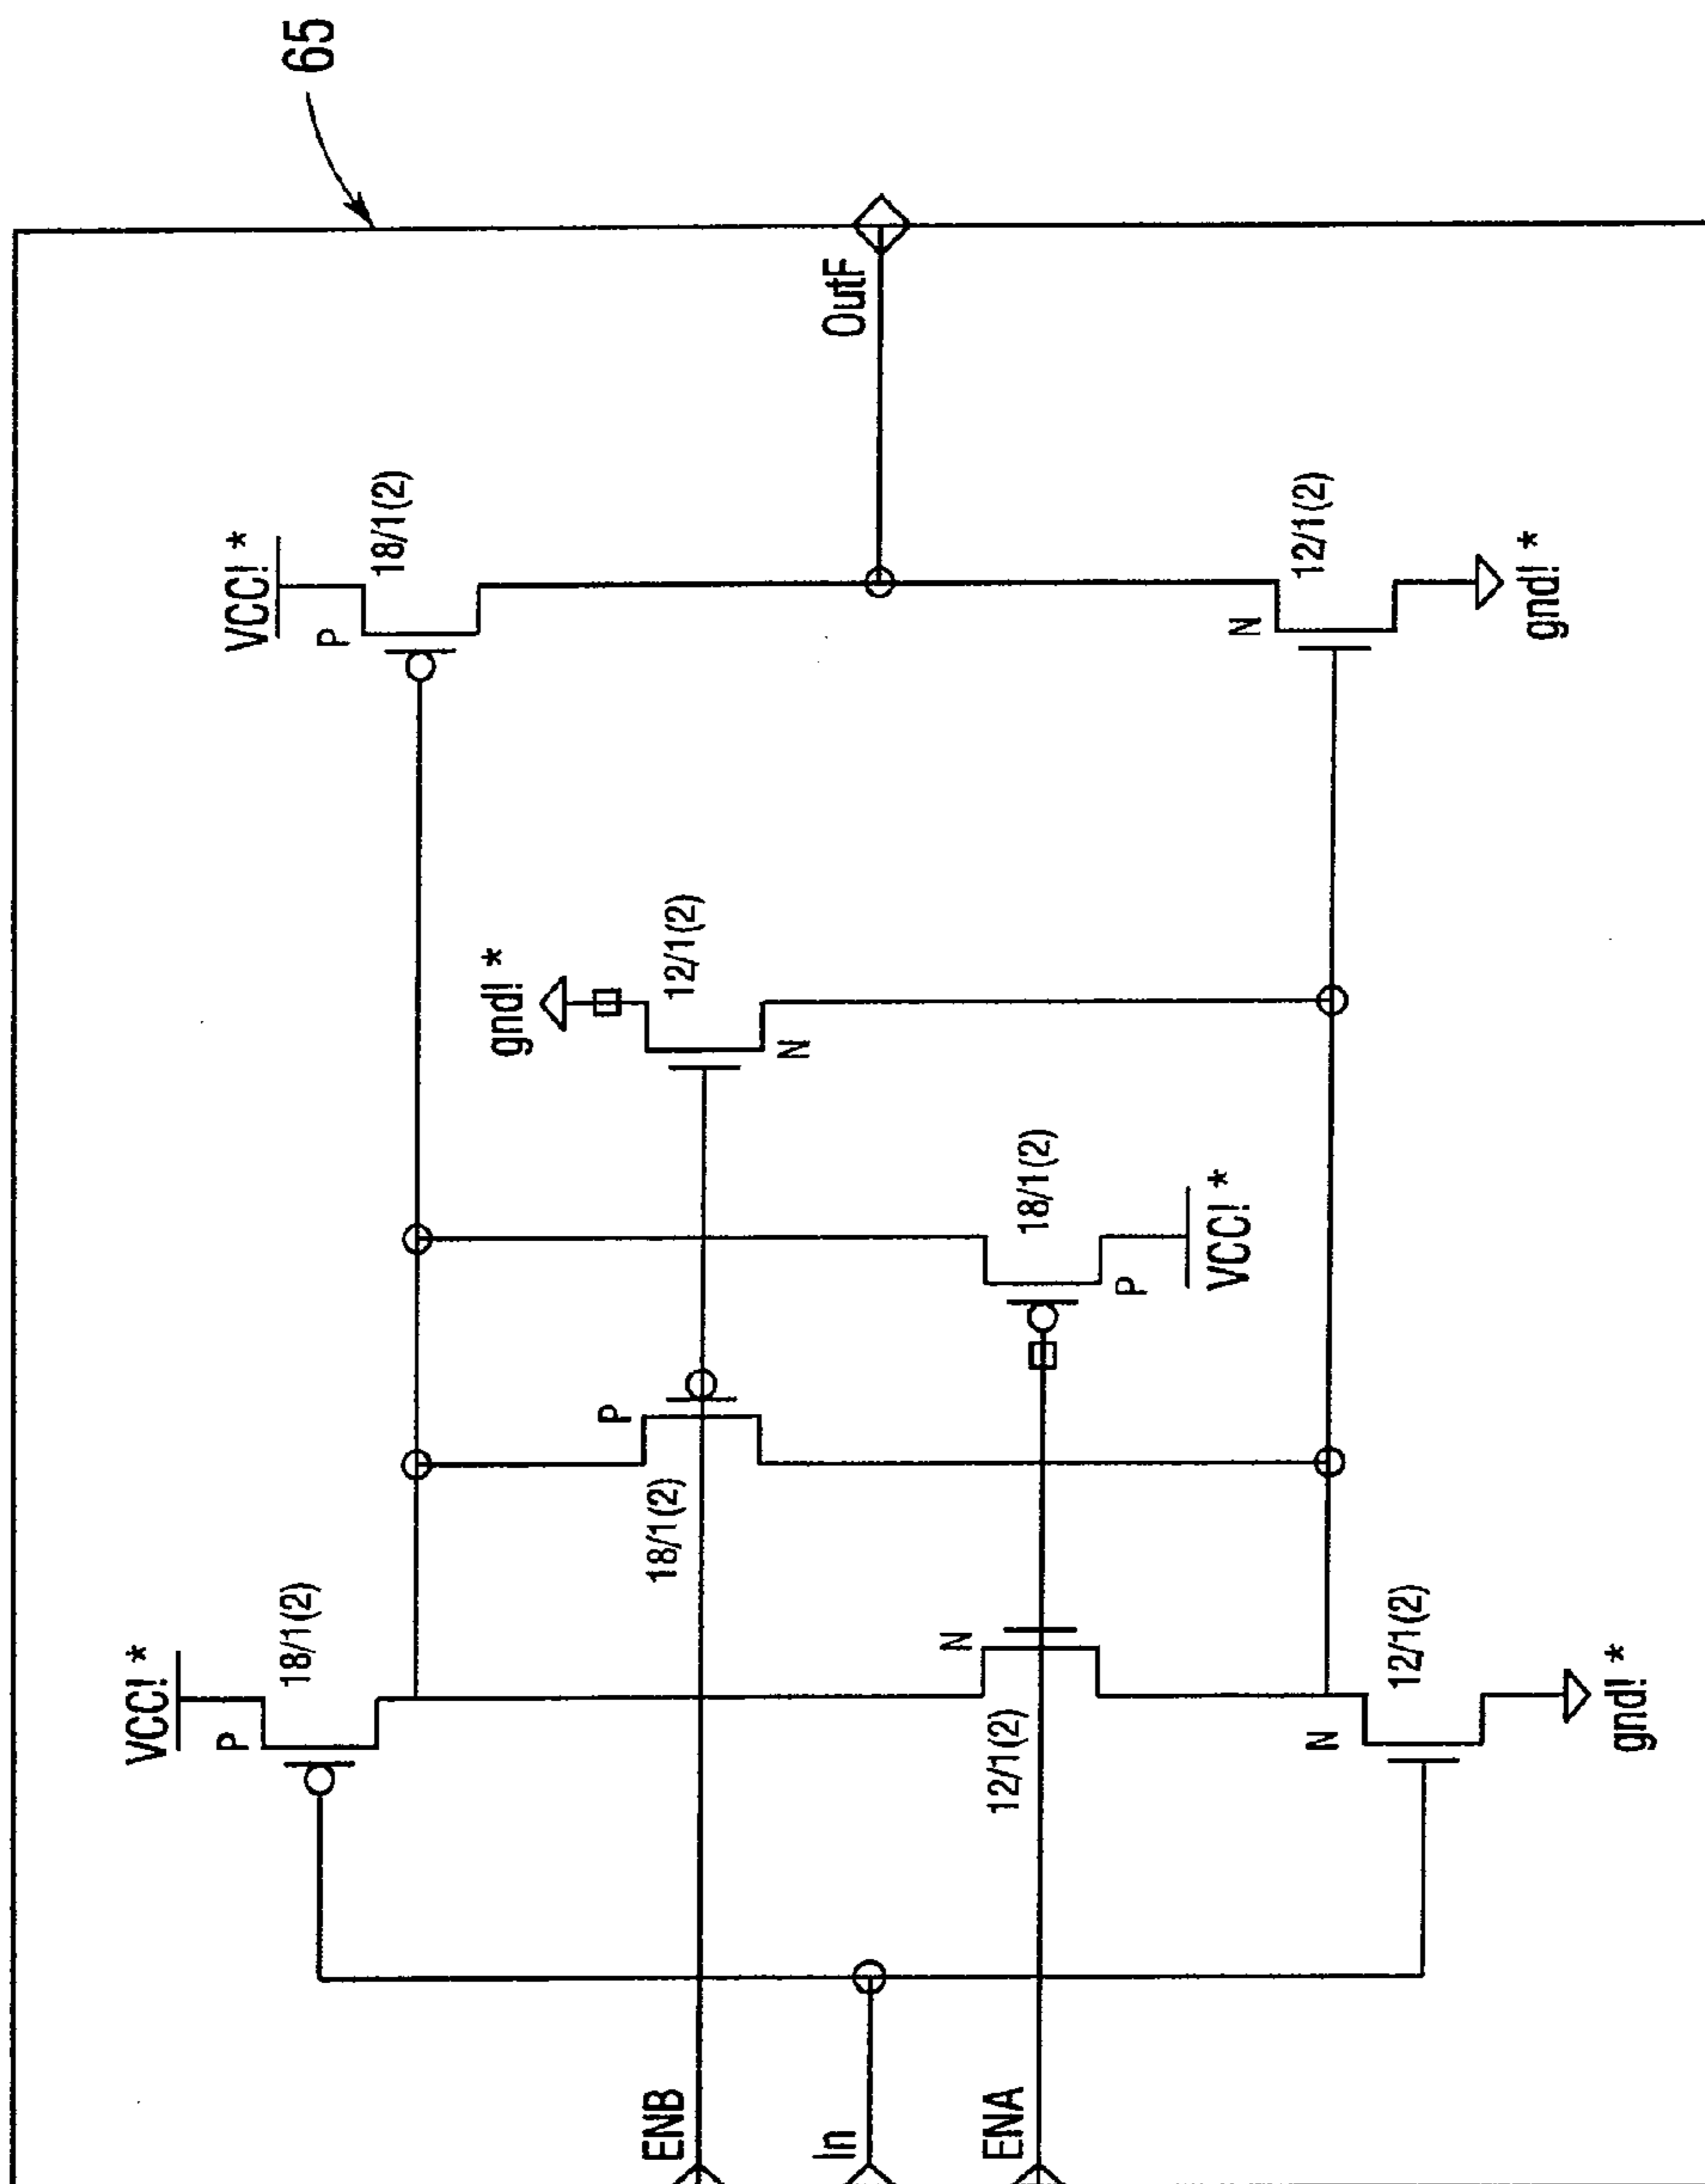 VCC! *
P
VCC! *
18/1(2)
65
P
18/1(2)
gnd! *
P
ENB
18/1(2)
12/1(2)
N
In
OutF
N
ENA
12/1(2)
18/1(2)
P
VCC! *
N
12/1(2)
N
12/1(2)
gnd! *
gnd! *